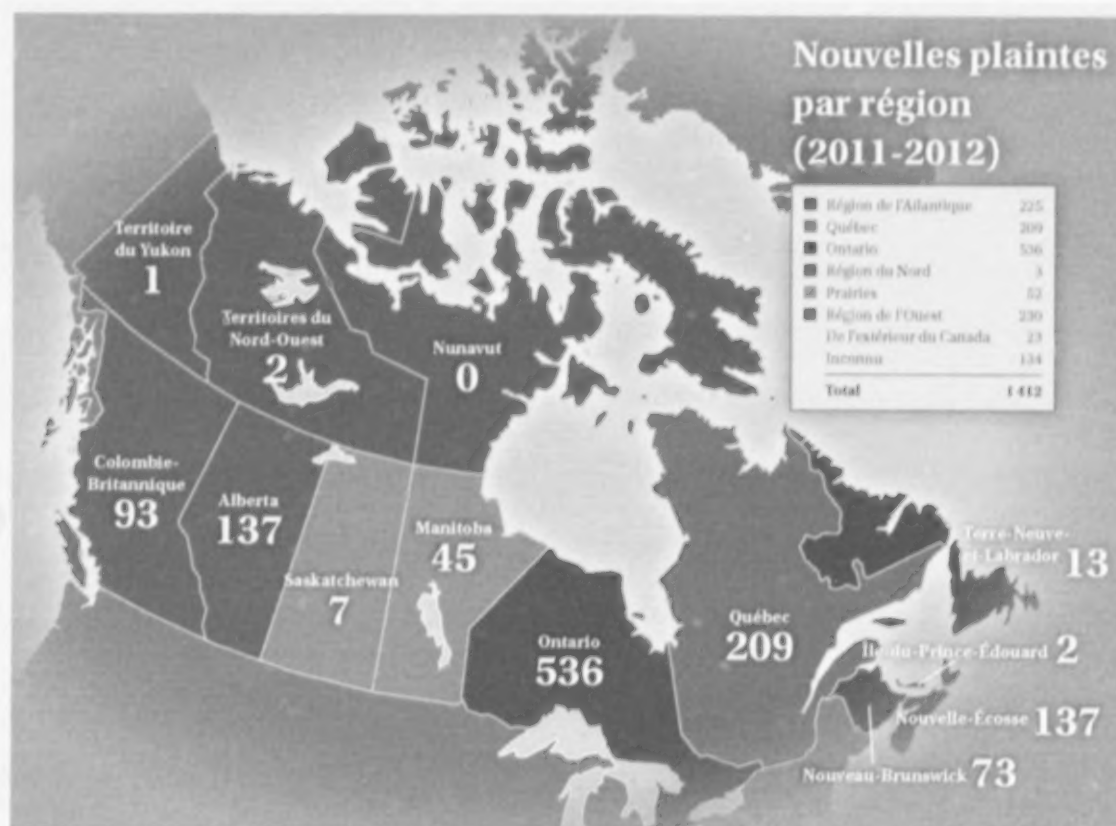 Nouvelles plaintes
par région
(2011-2012)
Région de l'Atlantique 225
Québec 209
Ontario 536
Région du Nord 3
Prairies 52
Région de l'Ouest 230
De l'extérieur du Canada 23
Inconnu 134
Total 1 412
Territoire
du Yukon
1
Territoires du
Nord-Ouest
2
Nunavut
0
Colombie-
Britannique
93
Alberta
137
Saskatchewan
7
Manitoba
45
Ontario
536
Québec
209
Terre-Neuve-
et-Labrador 13
Île-du-Prince-Édouard 2
Nouvelle-Écosse 137
Nouveau-Brunswick 73